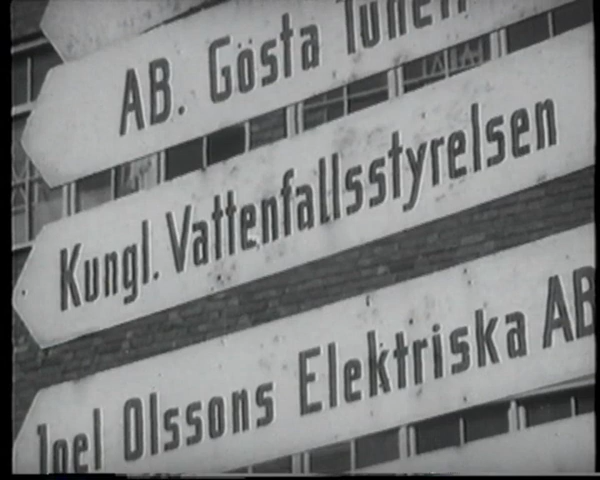 AB. Gösta
Kungl. Vattenfallsstyrelsen
Joel Olssons Elektriska AB